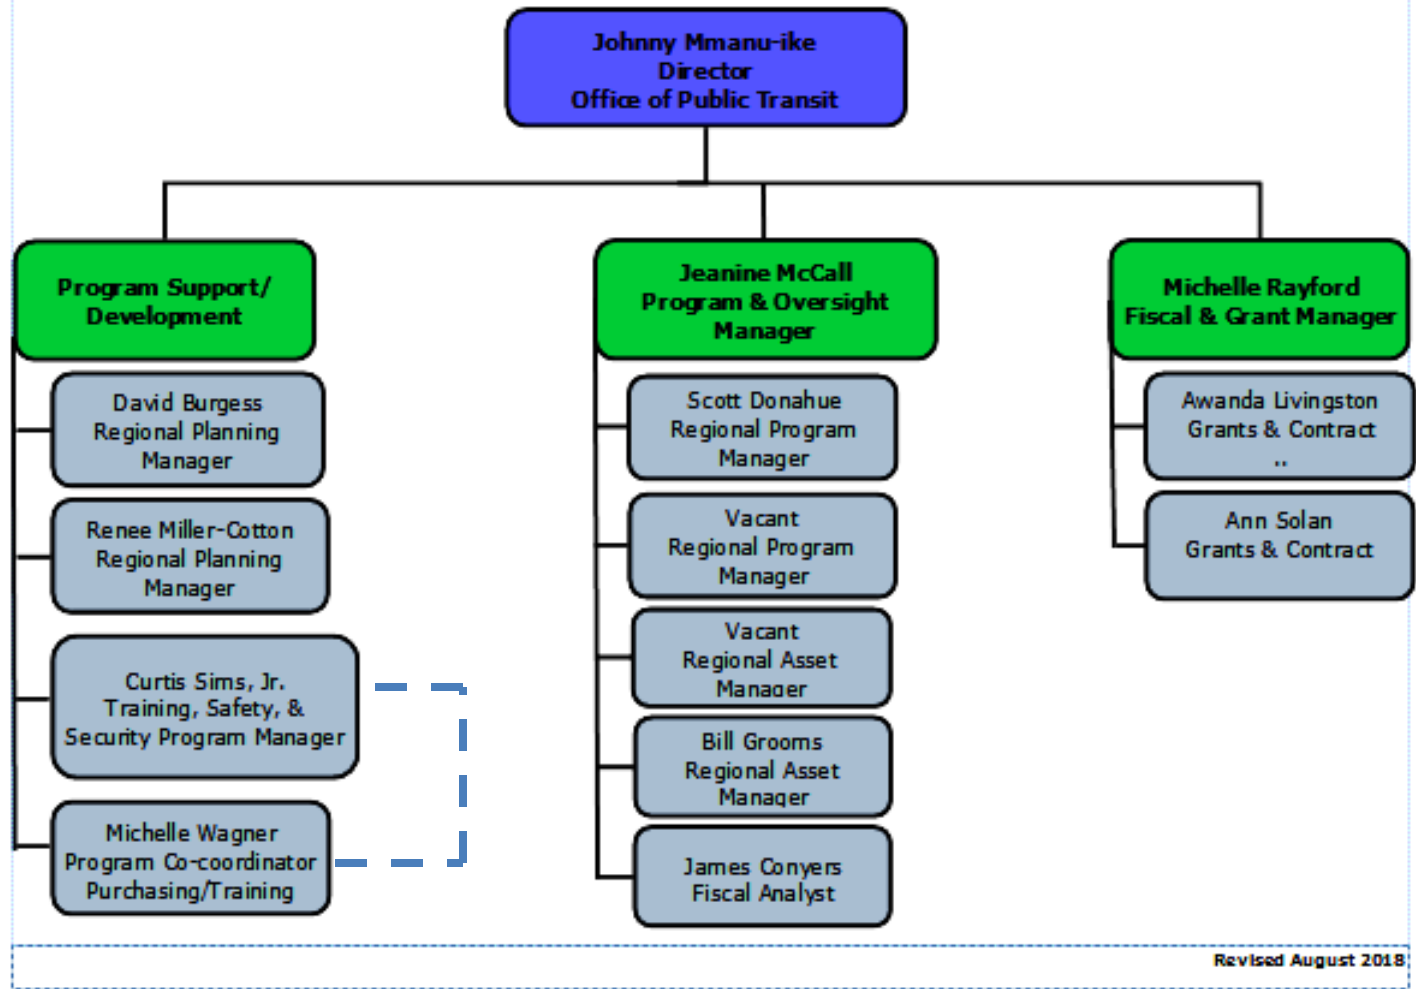 Johnny Mmanu-ike
Director
Office of Public Transit
Program Support/
Development
David Burgess
Regional Planning
Manager
Renee Miller-Cotton
Regional Planning
Manager
Curtis Sims, Jr.
Training, Safety, &
Security Program Manager
Michelle Wagner
Program Co-coordinator
Purchasing/Training
Jeanine McCall
Program & Oversight
Manager
Scott Donahue
Regional Program
Manager
Vacant
Regional Program
Manager
Vacant
Regional Asset
Manager
Bill Grooms
Regional Asset
Manager
James Conyers
Fiscal Analyst
Michelle Rayford
Fiscal & Grant Manager
Awanda Livingston
Grants & Contract
..
Ann Solan
Grants & Contract
Revised August 2018